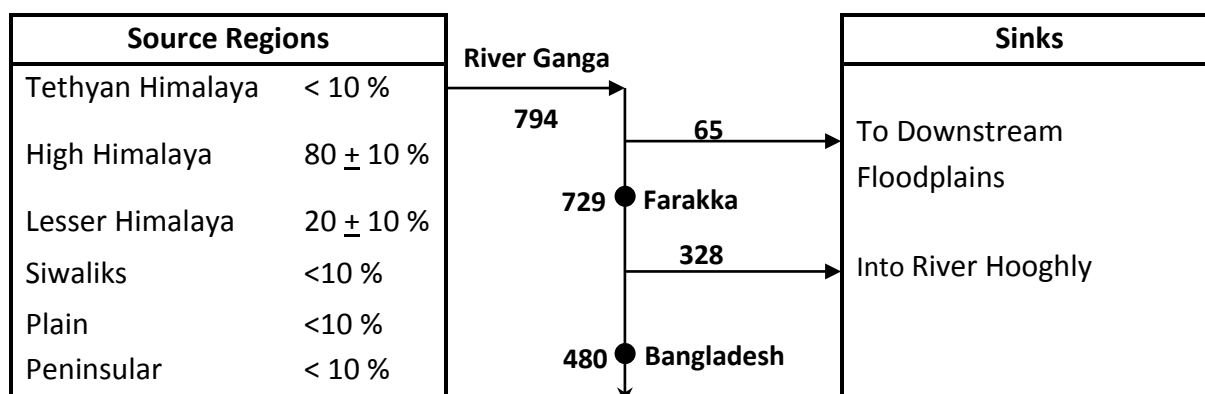 Source Regions
Tethyan Himalaya < 10 %
High Himalaya 80 ± 10 %
Lesser Himalaya 20 ± 10 %
Siwaliks <10 %
Plain <10 %
Peninsular < 10 %
River Ganga
794
65
729 Farakka
328
480 Bangladesh
Sinks
To Downstream
Floodplains
Into River Hooghly